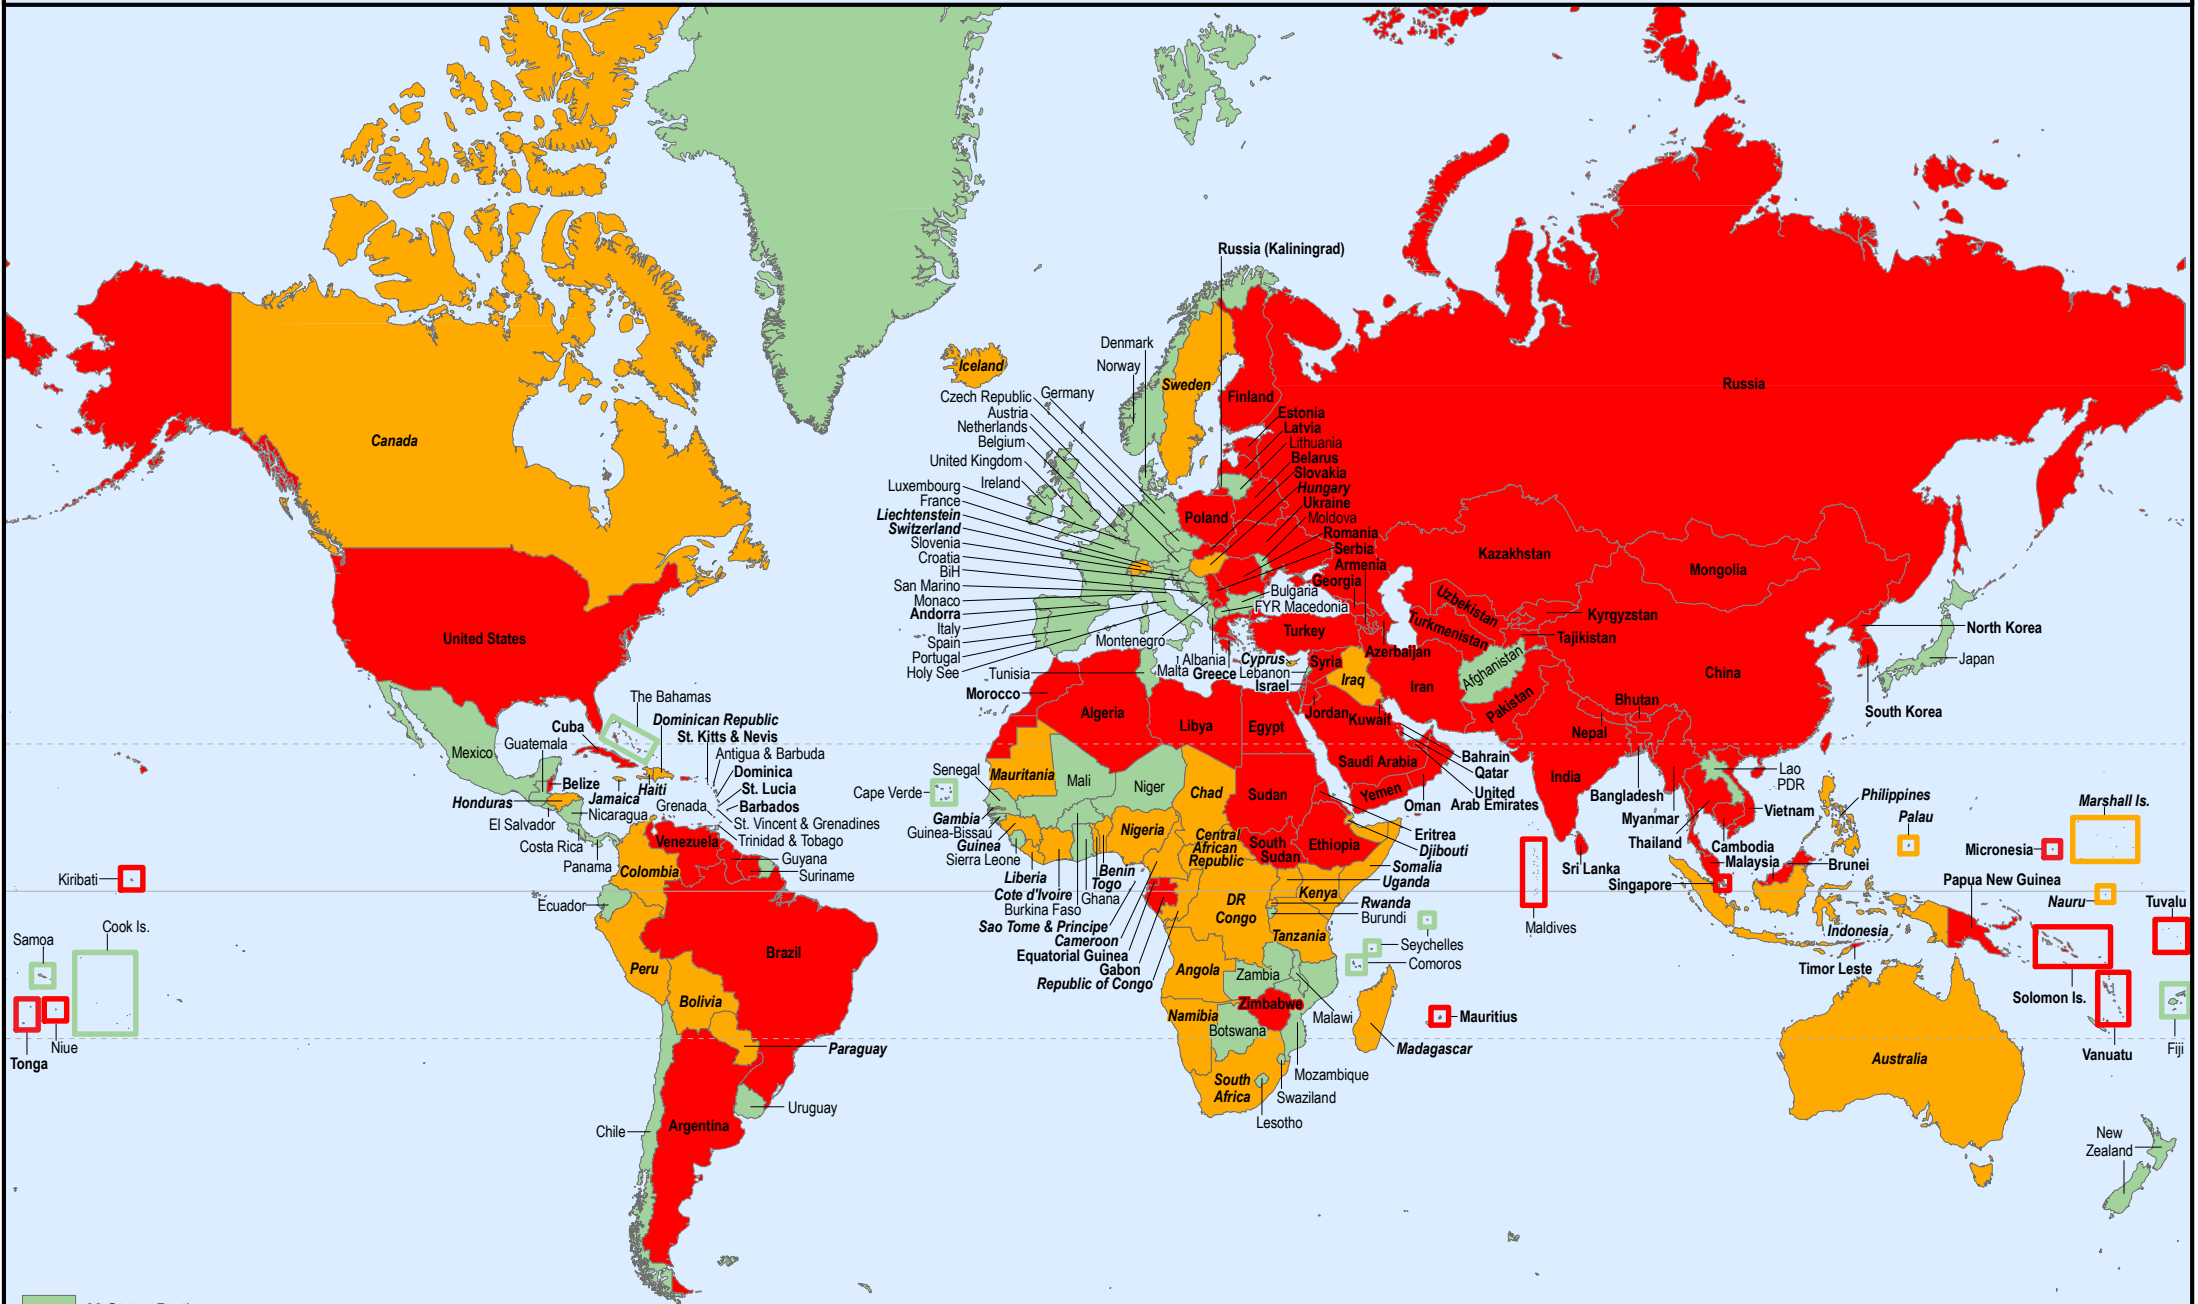 Russia (Kaliningrad)
Denmark
Norway
Iceland
Sweden
Finland
Russia
Czech Republic
Germany
Austria
Netherlands
Belgium
United Kingdom
Ireland
Luxembourg
France
Liechtenstein
Switzerland
Slovenia
Croatia
BiH
San Marino
Monaco
Andorra
Italy
Spain
Portugal
Holy See
Estonia
Latvia
Lithuania
Belarus
Slovakia
Hungary
Ukraine
Moldova
Romania
Serbia
Armenia
Georgia
Bulgaria
FYR Macedonia
Poland
Montenegro
Albania
Malta
Greece
Cyprus
Lebanon
Israel
Turkey
Syria
Iraq
Azerbaijan
Iran
Jordan
Kuwait
Canada
United States
Mexico
The Bahamas
Cuba
Guatemala
Dominican Republic
St. Kitts & Nevis
Antigua & Barbuda
Dominica
St. Lucia
Barbados
St. Vincent & Grenadines
Trinidad & Tobago
Grenada
Belize
Jamaica
Haiti
Honduras
Nicaragua
El Salvador
Costa Rica
Panama
Venezuela
Guyana
Suriname
Colombia
Ecuador
Peru
Brazil
Bolivia
Paraguay
Uruguay
Argentina
Chile
Kiribati
Samoa
Cook Is.
Niue
Tonga
Tunisia
Morocco
Algeria
Libya
Egypt
Mauritania
Mali
Niger
Chad
Sudan
Senegal
Cape Verde
Gambia
Guinea-Bissau
Guinea
Sierra Leone
Liberia
Cote d'Ivoire
Burkina Faso
Ghana
Togo
Benin
Nigeria
Central
African
Republic
South
Sudan
Ethiopia
Eritrea
Djibouti
Somalia
Uganda
Kenya
Rwanda
Burundi
Sao Tome & Principe
Cameroon
Equatorial Guinea
Gabon
Republic of Congo
DR
Congo
Tanzania
Seychelles
Comoros
Angola
Zambia
Malawi
Zimbabwe
Namibia
Botswana
Mozambique
Swaziland
South
Africa
Lesotho
Madagascar
Mauritius
Saudi Arabia
Yemen
Oman
Bahrain
Qatar
United
Arab Emirates
Kazakhstan
Uzbekistan
Turkmenistan
Kyrgyzstan
Tajikistan
Afghanistan
Pakistan
Mongolia
China
North Korea
South Korea
Japan
Bhutan
Nepal
India
Bangladesh
Myanmar
Thailand
Lao
PDR
Vietnam
Cambodia
Malaysia
Brunei
Singapore
Sri Lanka
Maldives
Philippines
Palau
Micronesia
Marshall Is.
Nauru
Papua New Guinea
Indonesia
Timor Leste
Solomon Is.
Tuvalu
Vanuatu
Fiji
Australia
New
Zealand